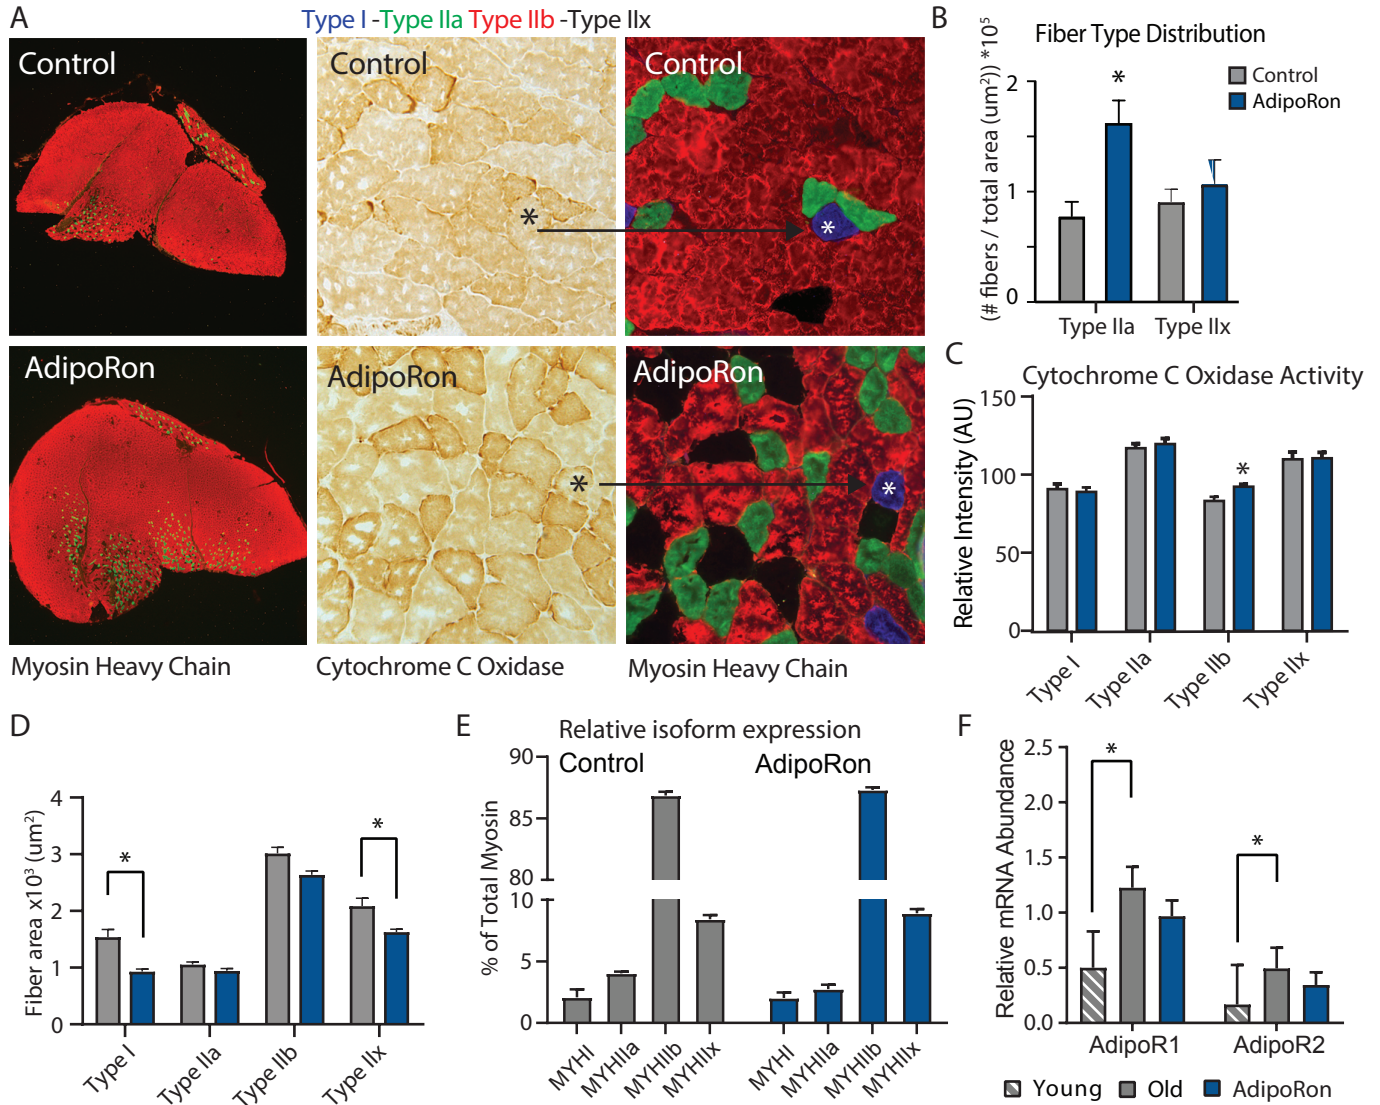 A
Type I -Type IIa Type IIb -Type IIx
Control
Control
Control
*
*
AdipoRon
AdipoRon
AdipoRon
*
*
Myosin Heavy Chain
Cytochrome C Oxidase
Myosin Heavy Chain
B
Fiber Type Distribution
(# fibers / total area (um²)) *10⁵
2
1
0
*
Control
AdipoRon
Type IIa
Type IIx
C
Cytochrome C Oxidase Activity
Relative Intensity (AU)
150
100
50
0
*
Type I
Type IIa
Type IIb
Type IIx
D
Fiber area x10³ (um²)
4
3
2
1
0
*
*
Type I
Type IIa
Type IIb
Type IIx
E
Relative isoform expression
Control
AdipoRon
% of Total Myosin
90
85
80
10
5
0
MYHI
MYHIIa
MYHIIb
MYHIIx
MYHI
MYHIIa
MYHIIb
MYHIIx
F
Relative mRNA Abundance
2.5
2.0
1.5
1.0
0.5
0.0
*
*
AdipoR1
AdipoR2
Young
Old
AdipoRon